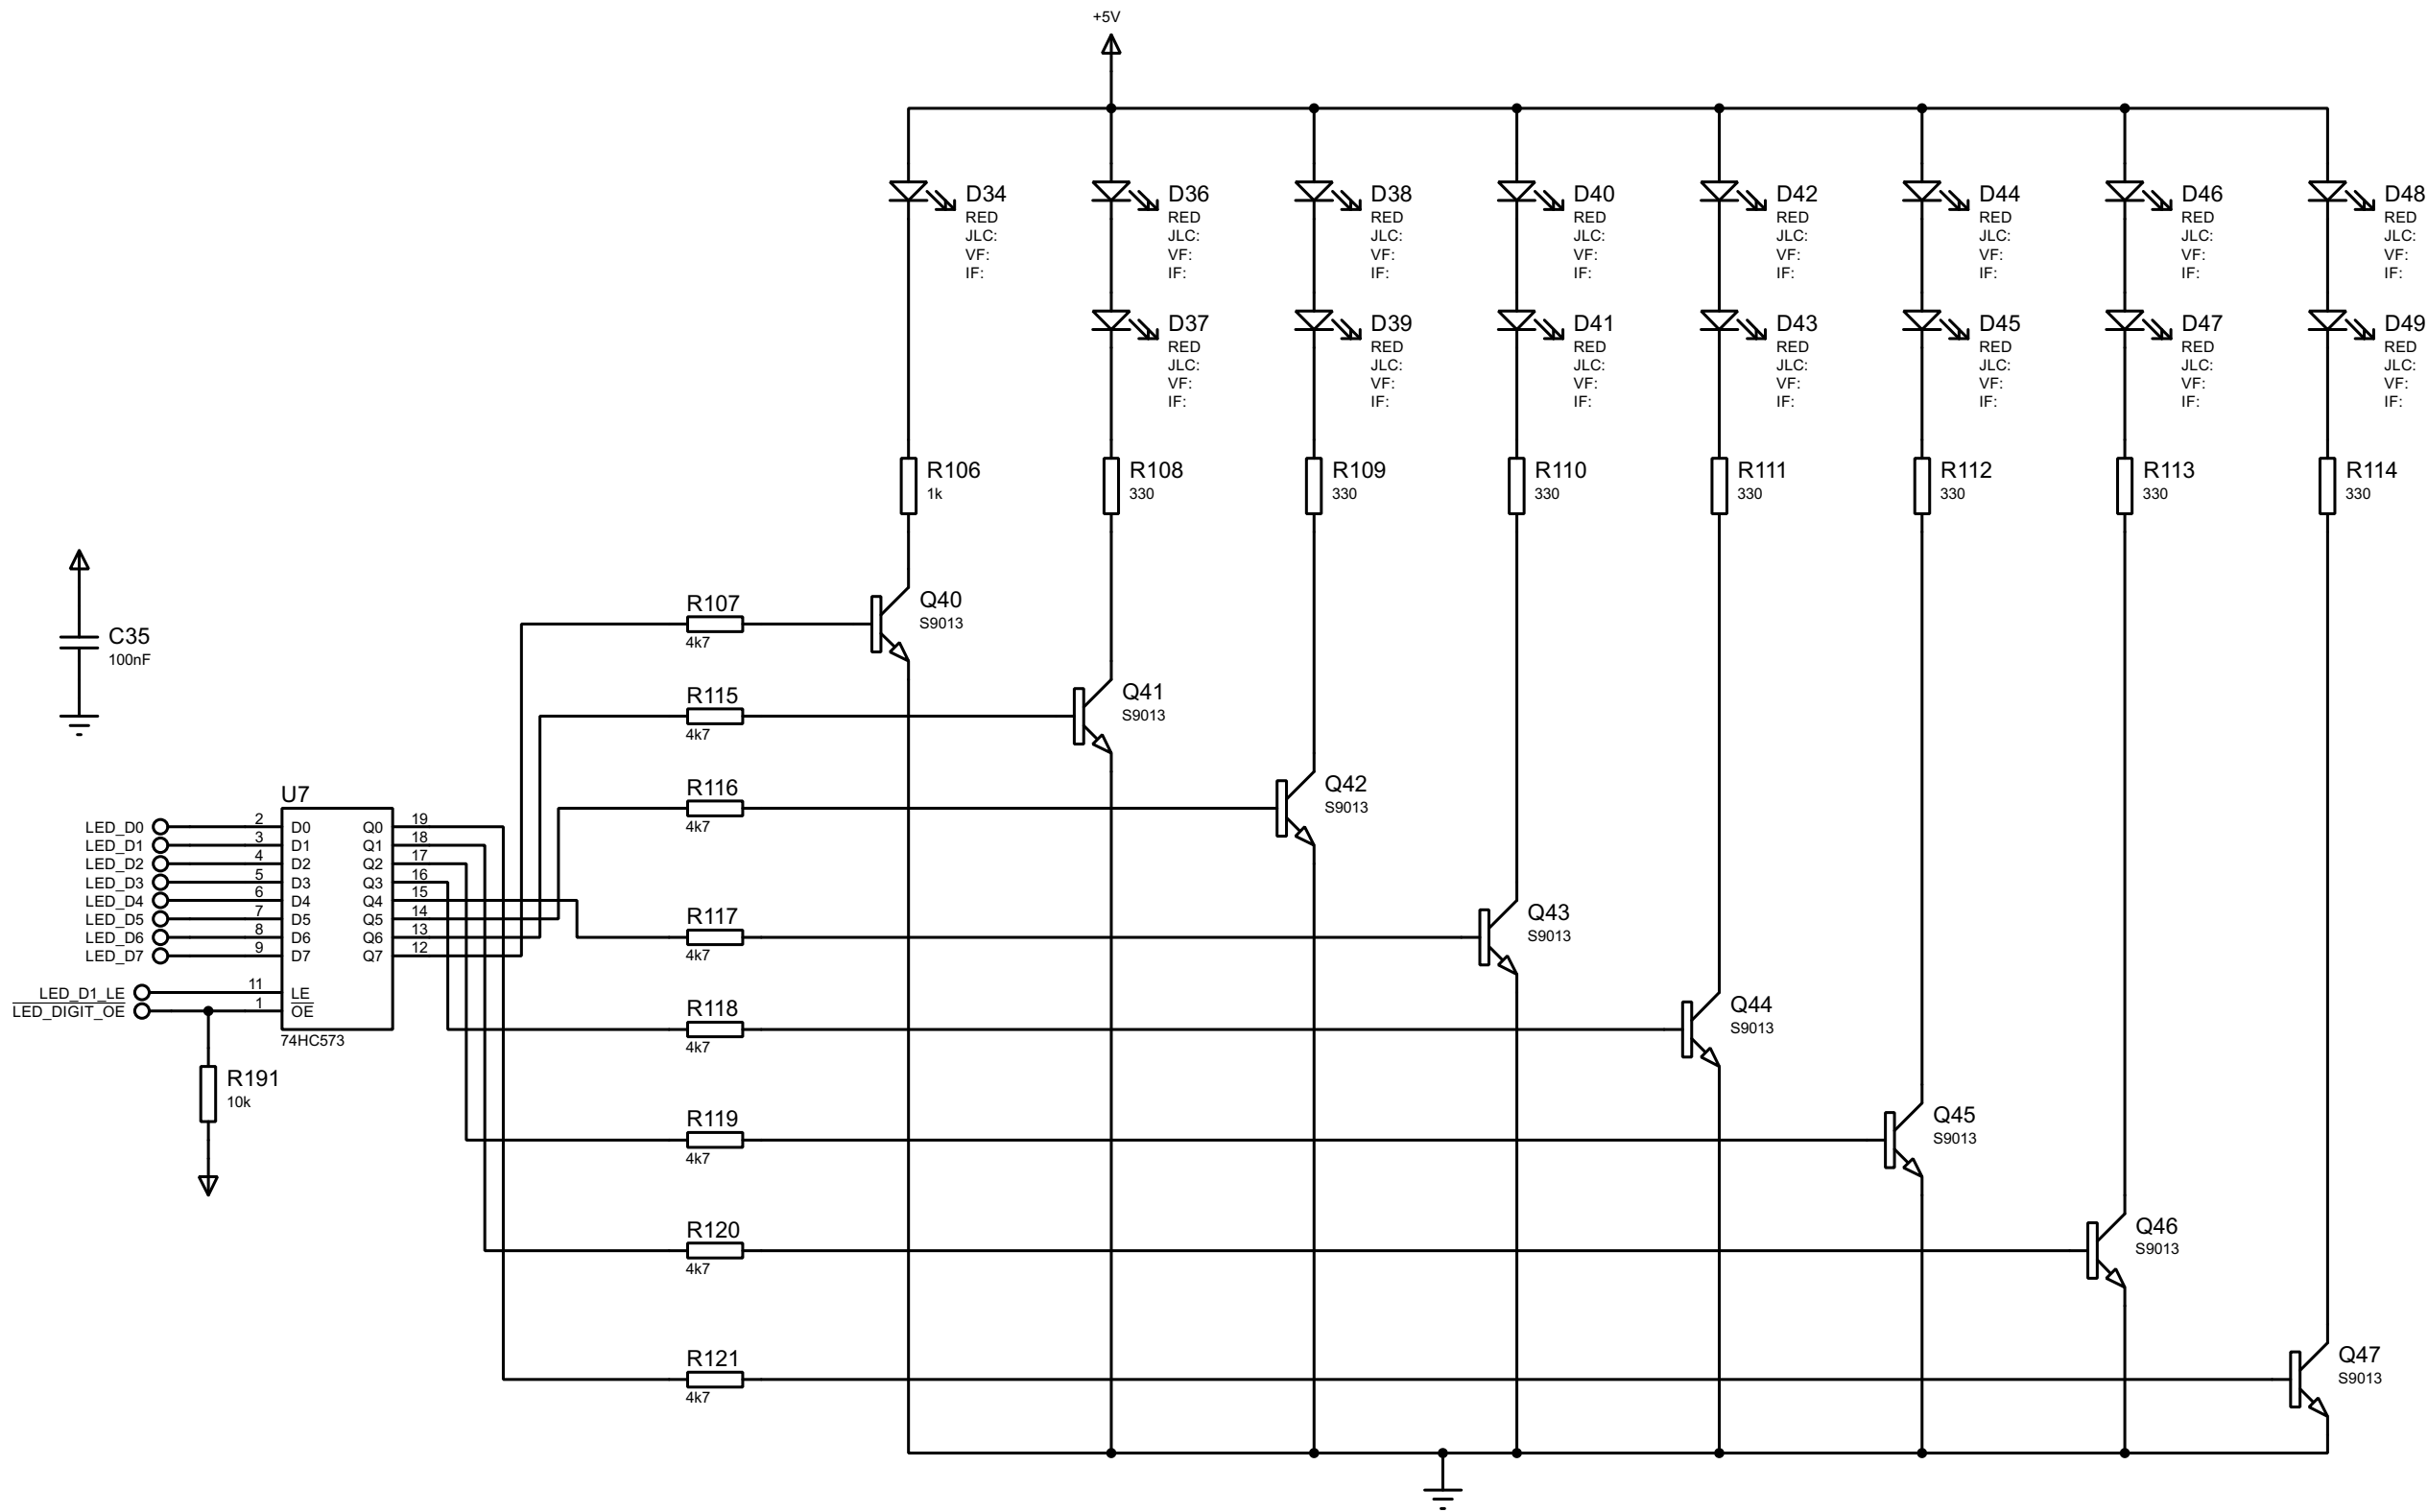 +5V
D34
RED
JLC:
VF:
IF:
D36
RED
JLC:
VF:
IF:
D38
RED
JLC:
VF:
IF:
D40
RED
JLC:
VF:
IF:
D42
RED
JLC:
VF:
IF:
D44
RED
JLC:
VF:
IF:
D46
RED
JLC:
VF:
IF:
D48
RED
JLC:
VF:
IF:
D37
RED
JLC:
VF:
IF:
D39
RED
JLC:
VF:
IF:
D41
RED
JLC:
VF:
IF:
D43
RED
JLC:
VF:
IF:
D45
RED
JLC:
VF:
IF:
D47
RED
JLC:
VF:
IF:
D49
RED
JLC:
VF:
IF:
R106
1k
R108
330
R109
330
R110
330
R111
330
R112
330
R113
330
R114
330
C35
100nF
R107
4k7
Q40
S9013
R115
4k7
Q41
S9013
R116
4k7
Q42
S9013
U7
LED_D0 2 D0 Q0 19
LED_D1 3 D1 Q1 18
LED_D2 4 D2 Q2 17
LED_D3 5 D3 Q3 16
LED_D4 6 D4 Q4 15
LED_D5 7 D5 Q5 14
LED_D6 8 D6 Q6 13
LED_D7 9 D7 Q7 12
LED_D1_LE 11 LE
LED_DIGIT_OE 1 OE
74HC573
R117
4k7
Q43
S9013
R118
4k7
Q44
S9013
R191
10k
R119
4k7
Q45
S9013
R120
4k7
Q46
S9013
R121
4k7
Q47
S9013